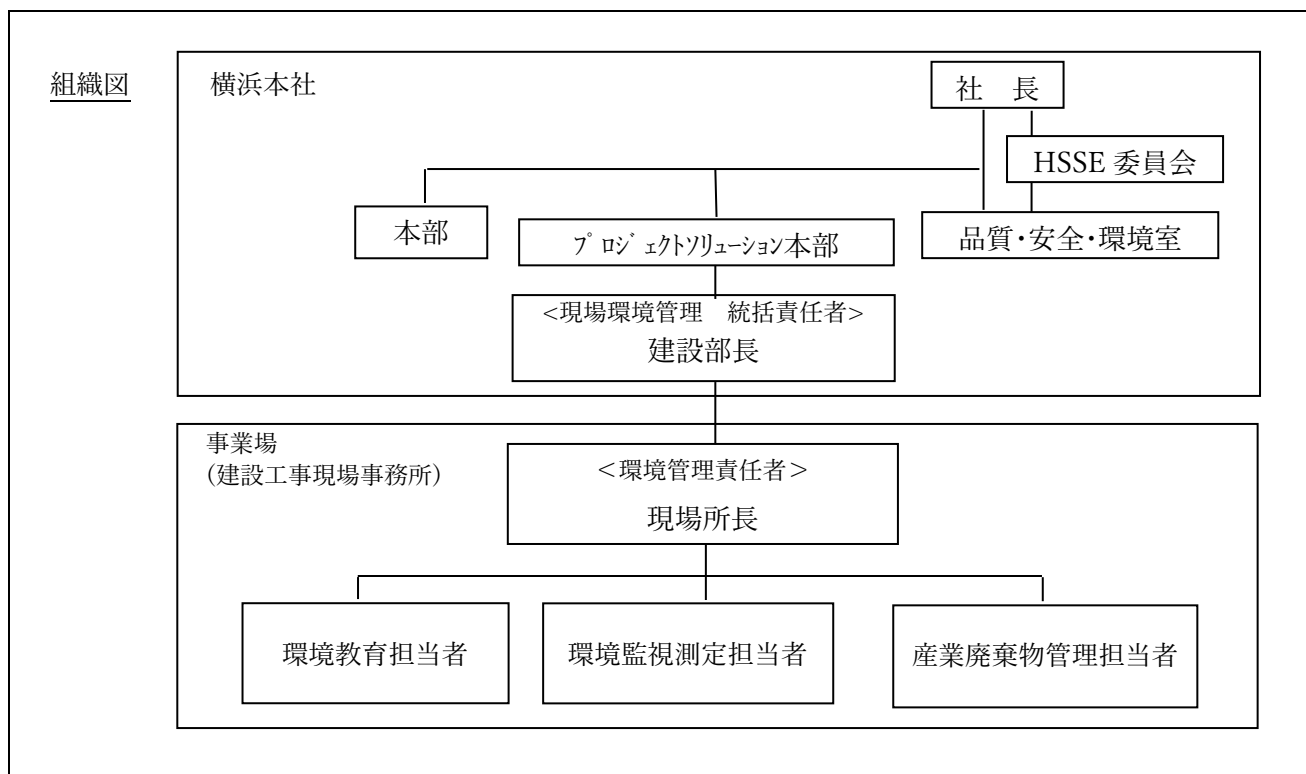 組織図
横浜本社
社　長
HSSE 委員会
本部
ﾌﾟﾛｼﾞｪｸﾄｿﾘｭｰｼｮﾝ本部
品質・安全・環境室
<現場環境管理　統括責任者>
建設部長
事業場
(建設工事現場事務所)
＜環境管理責任者＞
現場所長
環境教育担当者
環境監視測定担当者
産業廃棄物管理担当者